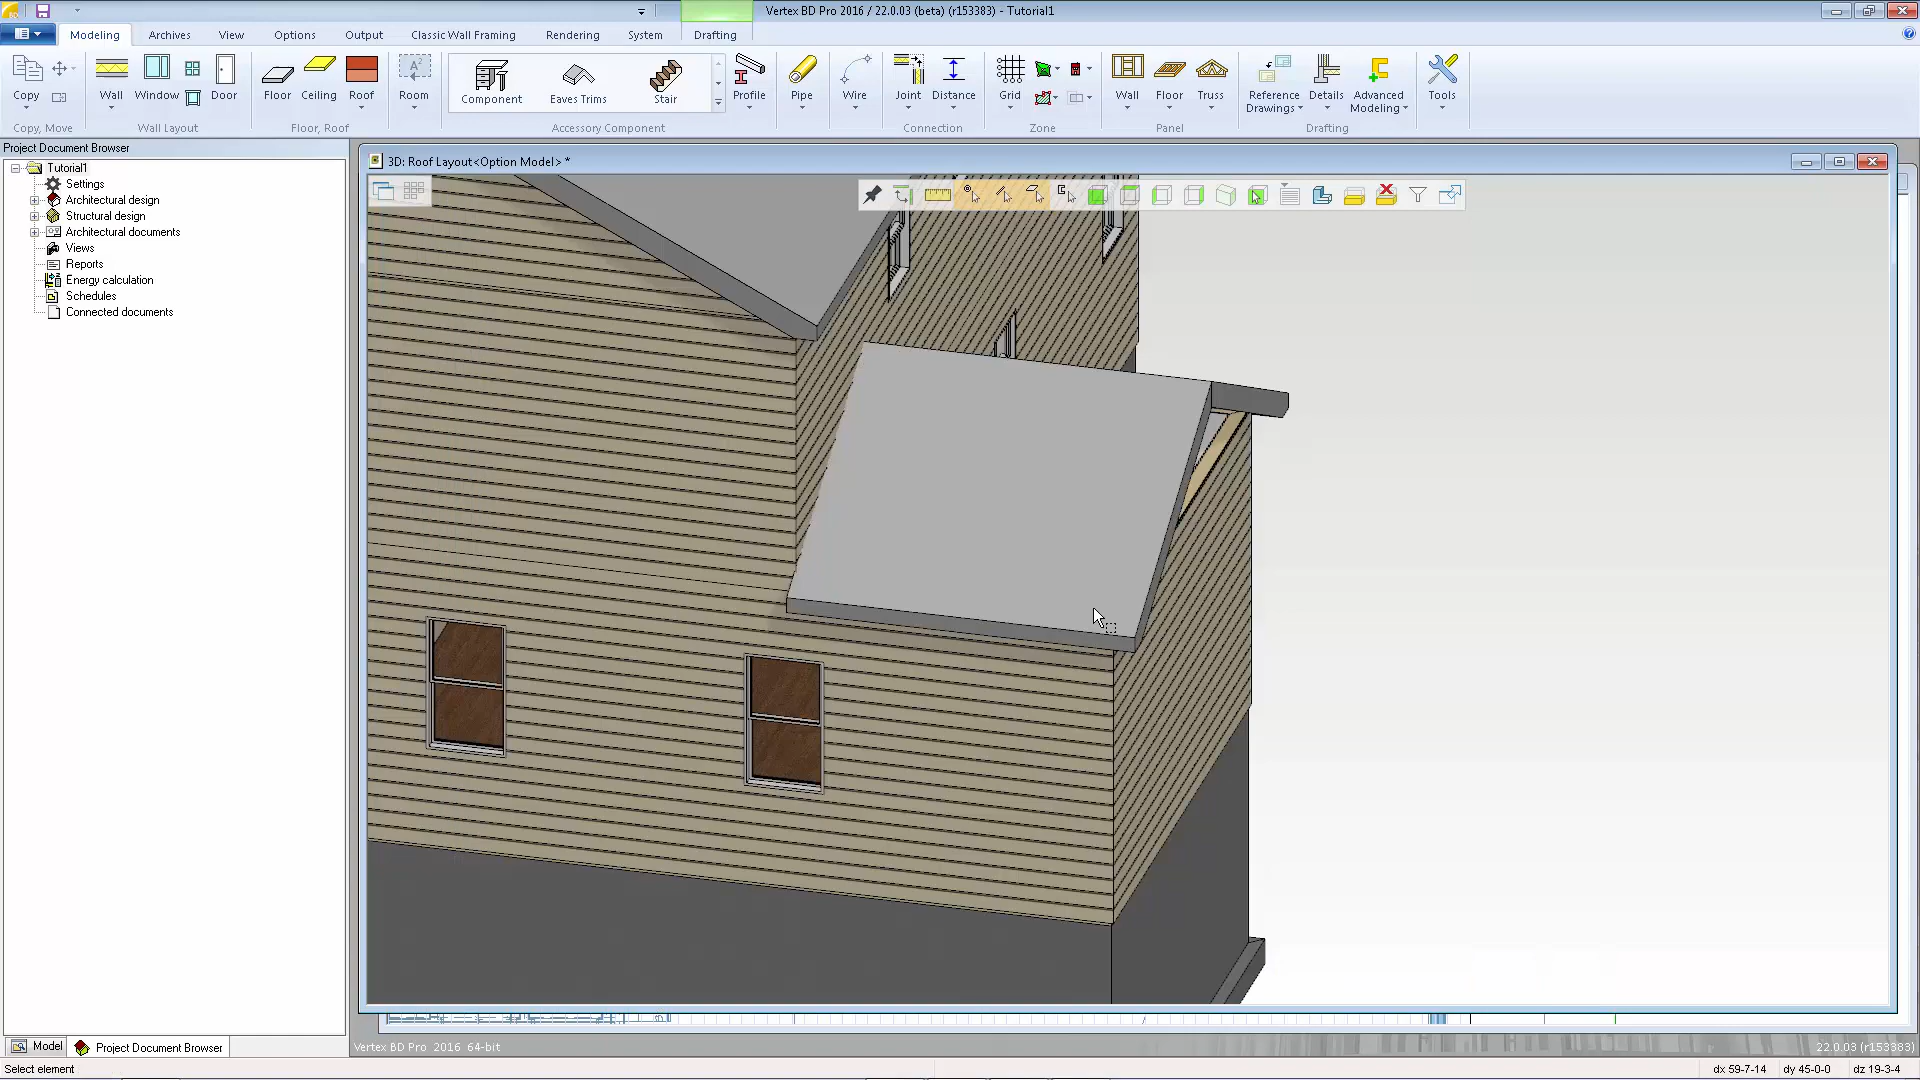 Vertex BD Pro 2016 / 22.0.03 (beta) (r153383) - Tutorial1
Modeling Archives View Options Output Classic Wall Framing Rendering System Drafting
Copy Wall Window Door Floor Ceiling Roof Room Component Eaves Trims Stair Profile Pipe Wire Joint Distance Grid Wall Floor Truss Reference Drawings Details Advanced Modeling Tools
Copy, Move Wall Layout Floor, Roof Accessory Component Connection Zone Panel Drafting
Project Document Browser
3D: Roof Layout<Option Model> *
Tutorial1
Settings
Architectural design
Structural design
Architectural documents
Views
Reports
Energy calculation
Schedules
Connected documents
Model Project Document Browser
Vertex BD Pro 2016 64-bit
22.0.03 (r153383)
Select element
dx 59-7-14 dy 45-0-0 dz 19-3-4